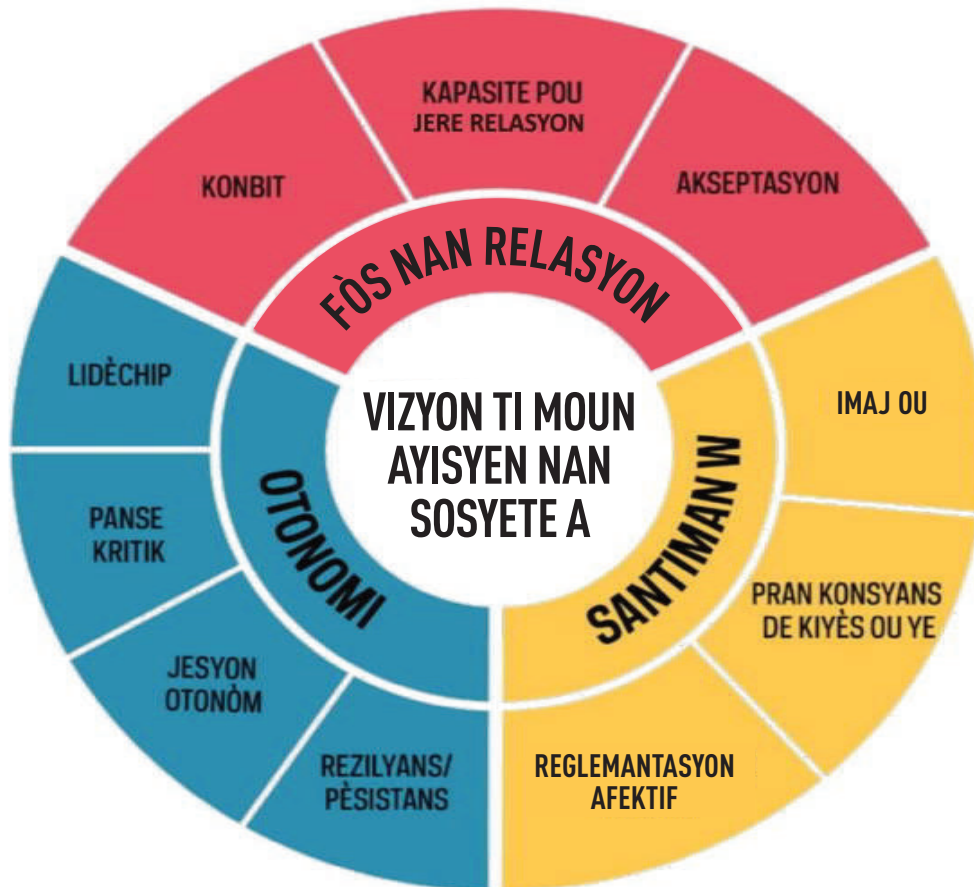 KAPASITE POU
JERE RELASYON
KONBIT
AKSEPTASYON
FÒS NAN RELASYON
LIDÈCHIP
PANSE
KRITIK
JESYON
OTONÒM
REZILYANS/
PÈSISTANS
OTONOMI
VIZYON TI MOUN
AYISYEN NAN
SOSYETE A
SANTIMAN W
IMAJ OU
PRAN KONSYANS
DE KIYÈS OU YE
REGLEMANTASYON
AFEKTIF